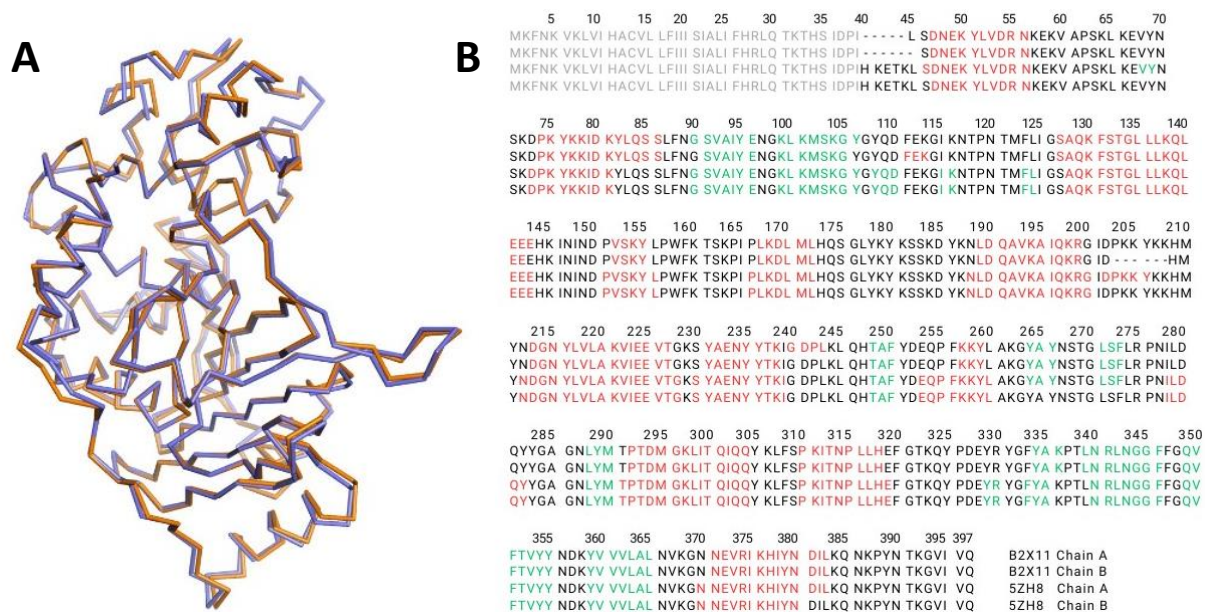 A
B
5 10 15 20 25 30 35 40 45 50 55 60 65 70
MKFNK VKLVI HACVL LFIII SIALI FHRLQ TKTHS IDPI- - - - - L SDNEK YLVDR NKEKV APSKL KEVYN
MKFNK VKLVI HACVL LFIII SIALI FHRLQ TKTHS IDPI- - - - - - SDNEK YLVDR NKEKV APSKL KEVYN
MKFNK VKLVI HACVL LFIII SIALI FHRLQ TKTHS IDPIH KETKL SDNEK YLVDR NKEKV APSKL KEVYN
MKFNK VKLVI HACVL LFIII SIALI FHRLQ TKTHS IDPI- - - - - L SDNEK YLVDR NKEKV APSKL KEVYN
75 80 85 90 95 100 105 110 115 120 125 130 135 140
SKDPK YKKID KYLQS SLFNG SVAIY ENGKL KMSKG YGYQD FEKGI KNTPN TMFLI GSAQK FSTGL LLKQL
SKDPK YKKID KYLQS SLFNG SVAIY ENGKL KMSKG YGYQD FEKGI KNTPN TMFLI GSAQK FSTGL LLKQL
SKDPK YKKID KYLQS SLFNG SVAIY ENGKL KMSKG YGYQD FEKGI KNTPN TMFLI GSAQK FSTGL LLKQL
SKDPK YKKID KYLQS SLFNG SVAIY ENGKL KMSKG YGYQD FEKGI KNTPN TMFLI GSAQK FSTGL LLKQL
145 150 155 160 165 170 175 180 185 190 195 200 205 210
EEEHK ININD PVSKY LPWFK TSKPI PLKDL MLHQS GLYKY KSSKD YKNLD QAVKA IQKRG IDPKK YKKHM
EEEHK ININD PVSKY LPWFK TSKPI PLKDL MLHQS GLYKY KSSKD YKNLD QAVKA IQKRG ID- - - - - - -HM
EEEHK ININD PVSKY LPWFK TSKPI PLKDL MLHQS GLYKY KSSKD YKNLD QAVKA IQKRG IDPKK YKKHM
EEEHK ININD PVSKY LPWFK TSKPI PLKDL MLHQS GLYKY KSSKD YKNLD QAVKA IQKRG IDPKK YKKHM
215 220 225 230 235 240 245 250 255 260 265 270 275 280
YNDGN YLVLA KVIEE VTGKS YAENY YTKIG DPLKL KLQHTAF YDEQP FKKYL AKGYA YNSTG LSFLR PNILD
YNDGN YLVLA KVIEE VTGKS YAENY YTKIG DPLKL KLQHTAF YDEQP FKKYL AKGYA YNSTG LSFLR PNILD
YNDGN YLVLA KVIEE VTGKS YAENY YTKIG DPLKL KLQHTAF YDEQP FKKYL AKGYA YNSTG LSFLR PNILD
YNDGN YLVLA KVIEE VTGKS YAENY YTKIG DPLKL KLQHTAF YDEQP FKKYL AKGYA YNSTG LSFLR PNILD
285 290 295 300 305 310 315 320 325 330 335 340 345 350
QYYGA GNLYM TPTDM GKLIT QIQQY KLFSP KITNP LLHEF GTKQY PDEYR YGFYA KPTLN RLNGG FFGQV
QYYGA GNLYM TPTDM GKLIT QIQQY KLFSP KITNP LLHEF GTKQY PDEYR YGFYA KPTLN RLNGG FFGQV
QYYGA GNLYM TPTDM GKLIT QIQQY KLFSP KITNP LLHEF GTKQY PDEYR YGFYA KPTLN RLNGG FFGQV
QYYGA GNLYM TPTDM GKLIT QIQQY KLFSP KITNP LLHEF GTKQY PDEYR YGFYA KPTLN RLNGG FFGQV
355 360 365 370 375 380 385 390 395 397
FTVYY NDKYV VVLAL NVKGN NEVRI KHIYN DILKQ NKPYN TKGVI VQ B2X11 Chain A
FTVYY NDKYV VVLAL NVKGN NEVRI KHIYN DILKQ NKPYN TKGVI VQ B2X11 Chain B
FTVYY NDKYV VVLAL NVKGN NEVRI KHIYN DILKQ NKPYN TKGVI VQ 5ZH8 Chain A
FTVYY NDKYV VVLAL NVKGN NEVRI KHIYN DILKQ NKPYN TKGVI VQ 5ZH8 Chain B